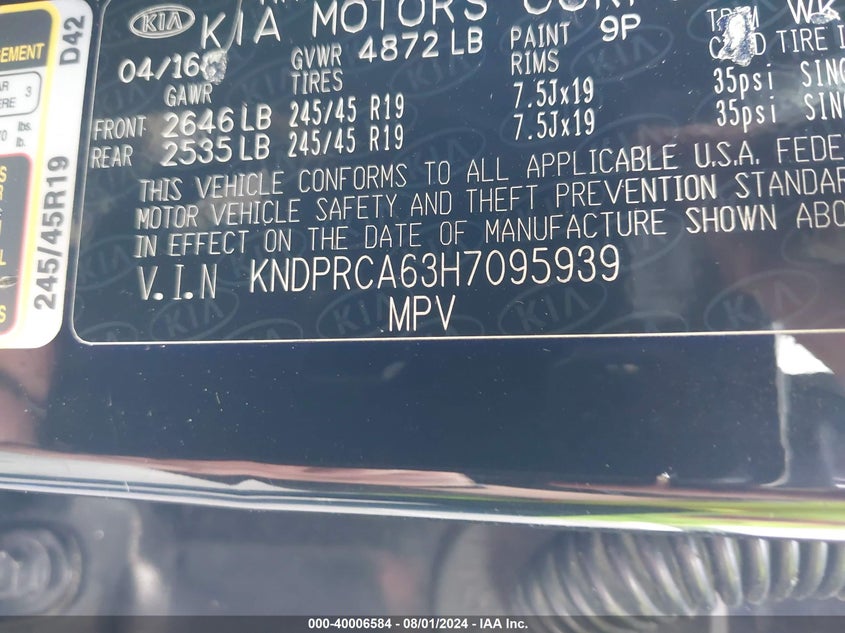 KIA MOTORS
04/16
GVWR 4872 LB
PAINT 9P
WK
GAWR TIRES RIMS TIRE
FRONT 2646 LB 245/45 R19 7.5Jx19 35psi
REAR 2535 LB 245/45 R19 7.5Jx19 35psi
THIS VEHICLE CONFORMS TO ALL APPLICABLE U.S.A.
MOTOR VEHICLE SAFETY AND THEFT PREVENTION
IN EFFECT ON THE DATE OF MANUFACTURE SHOWN
V.I.N KNDPRCA63H7095939
MPV
KIA
D42
245/45R19
3
lbs.
lb.
000-40006584 - 08/01/2024 - IAA Inc.